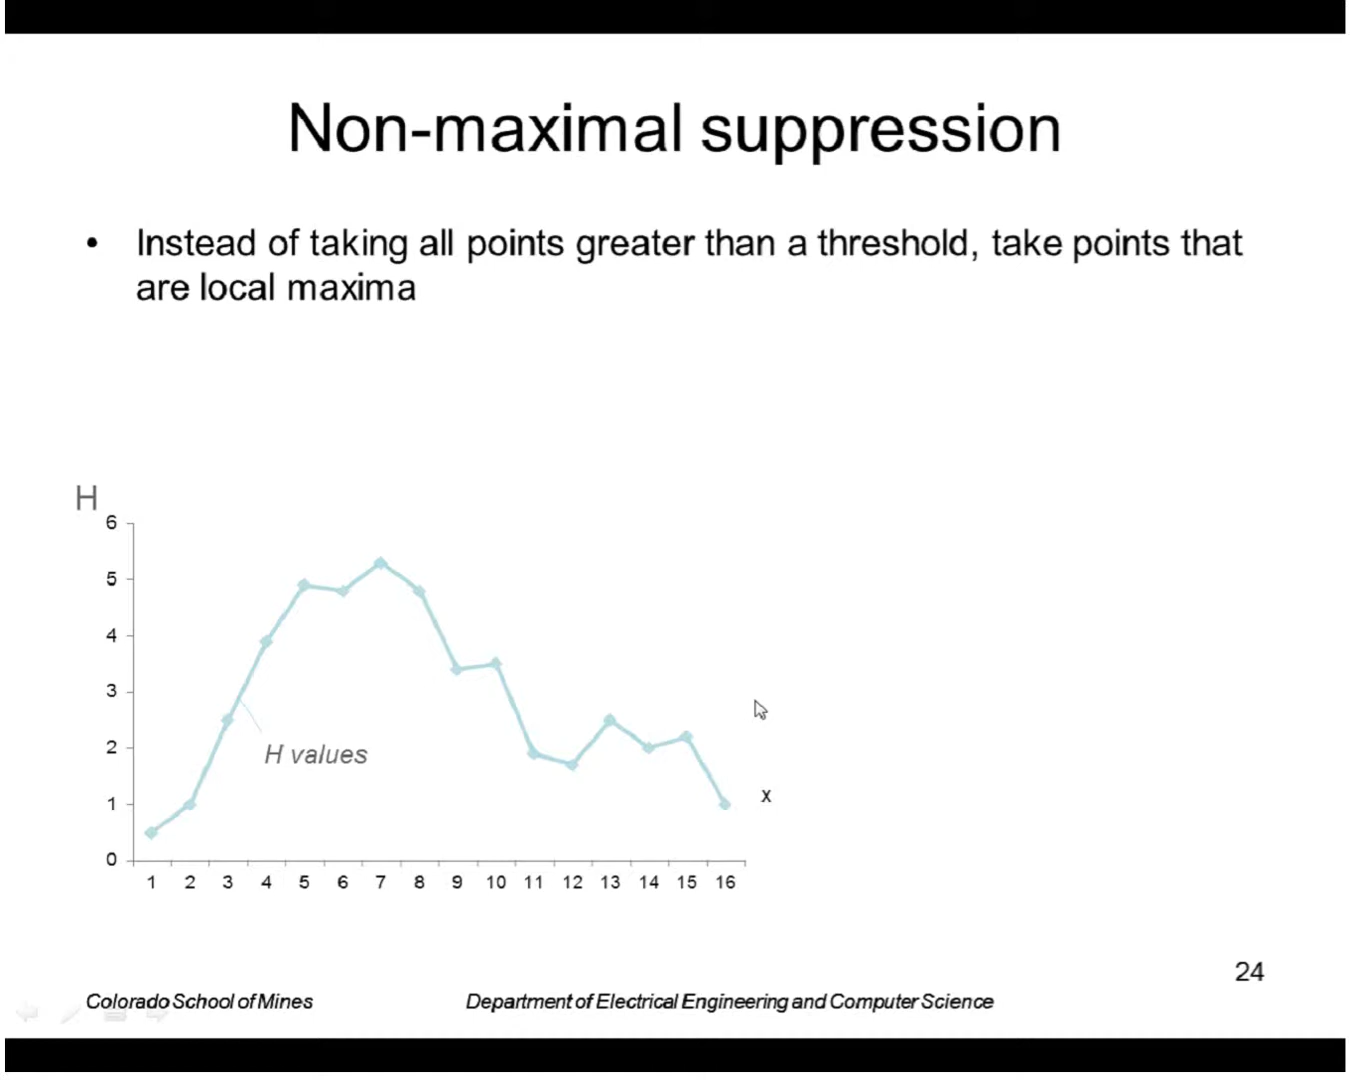 Non-maximal suppression
• Instead of taking all points greater than a threshold, take points that
are local maxima
H
6
5
4
3
2
1
0
H values
x
1 2 3 4 5 6 7 8 9 10 11 12 13 14 15 16
24
Colorado School of Mines
Department of Electrical Engineering and Computer Science